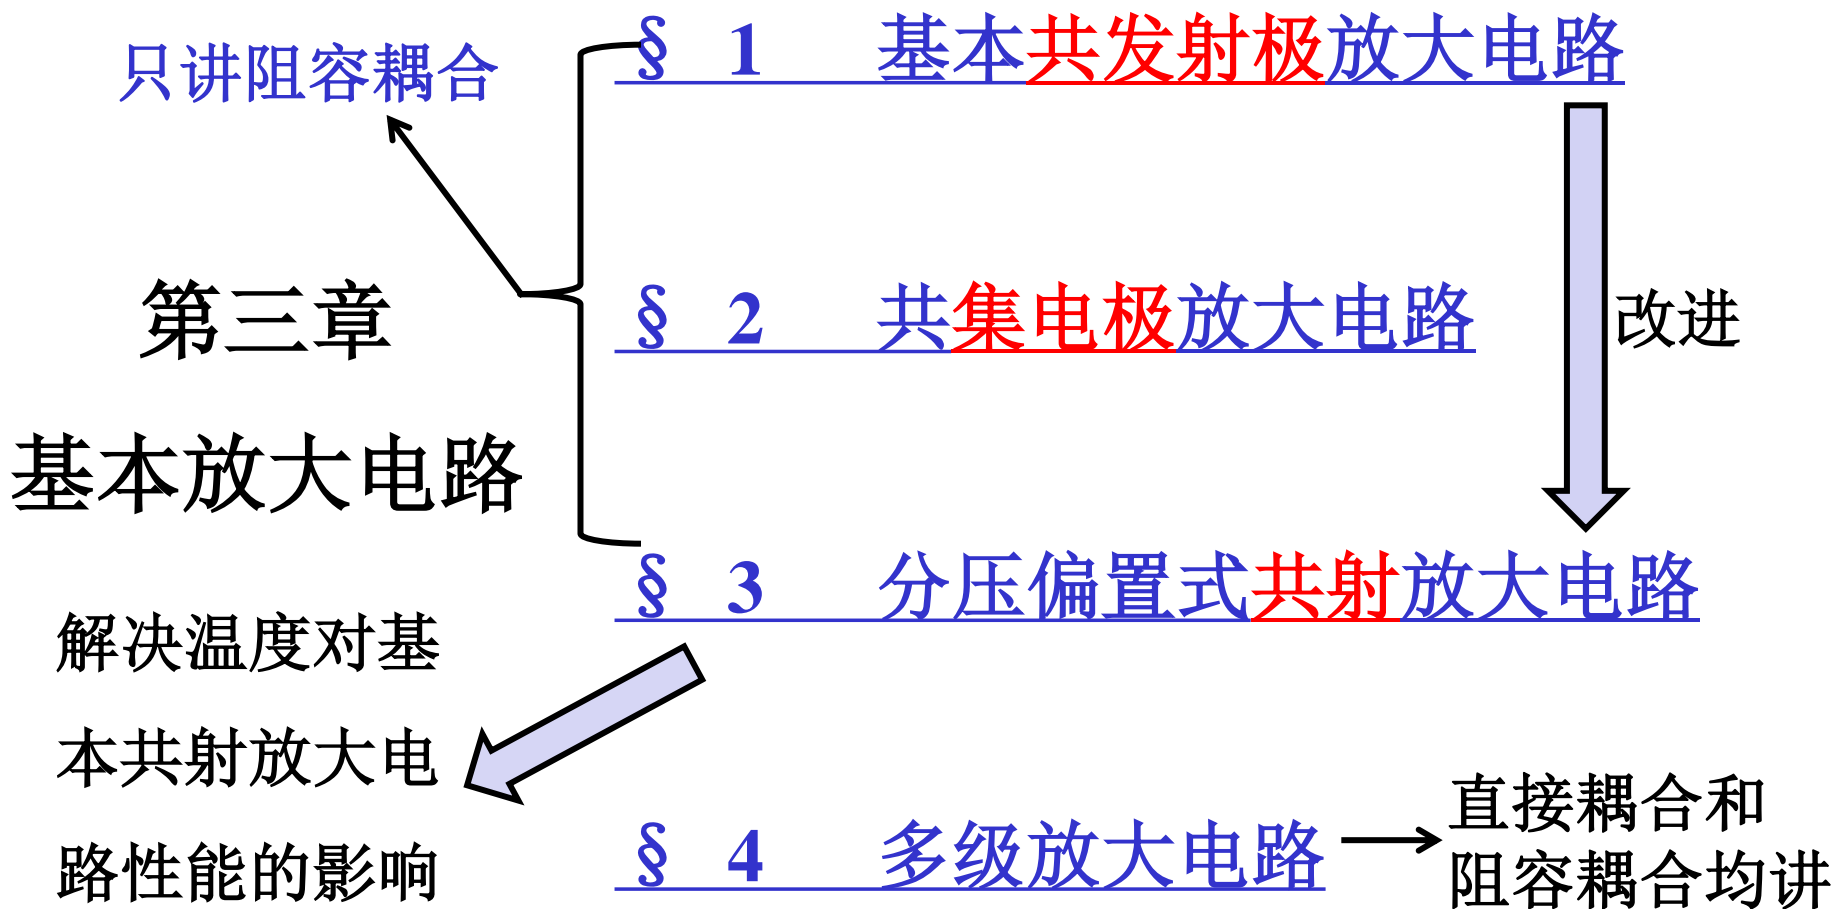 只讲阻容耦合
§ 1 基本共发射极放大电路
第三章
基本放大电路
§ 2 共集电极放大电路
改进
§ 3 分压偏置式共射放大电路
解决温度对基
本共射放大电
路性能的影响
§ 4 多级放大电路
直接耦合和
阻容耦合均讲